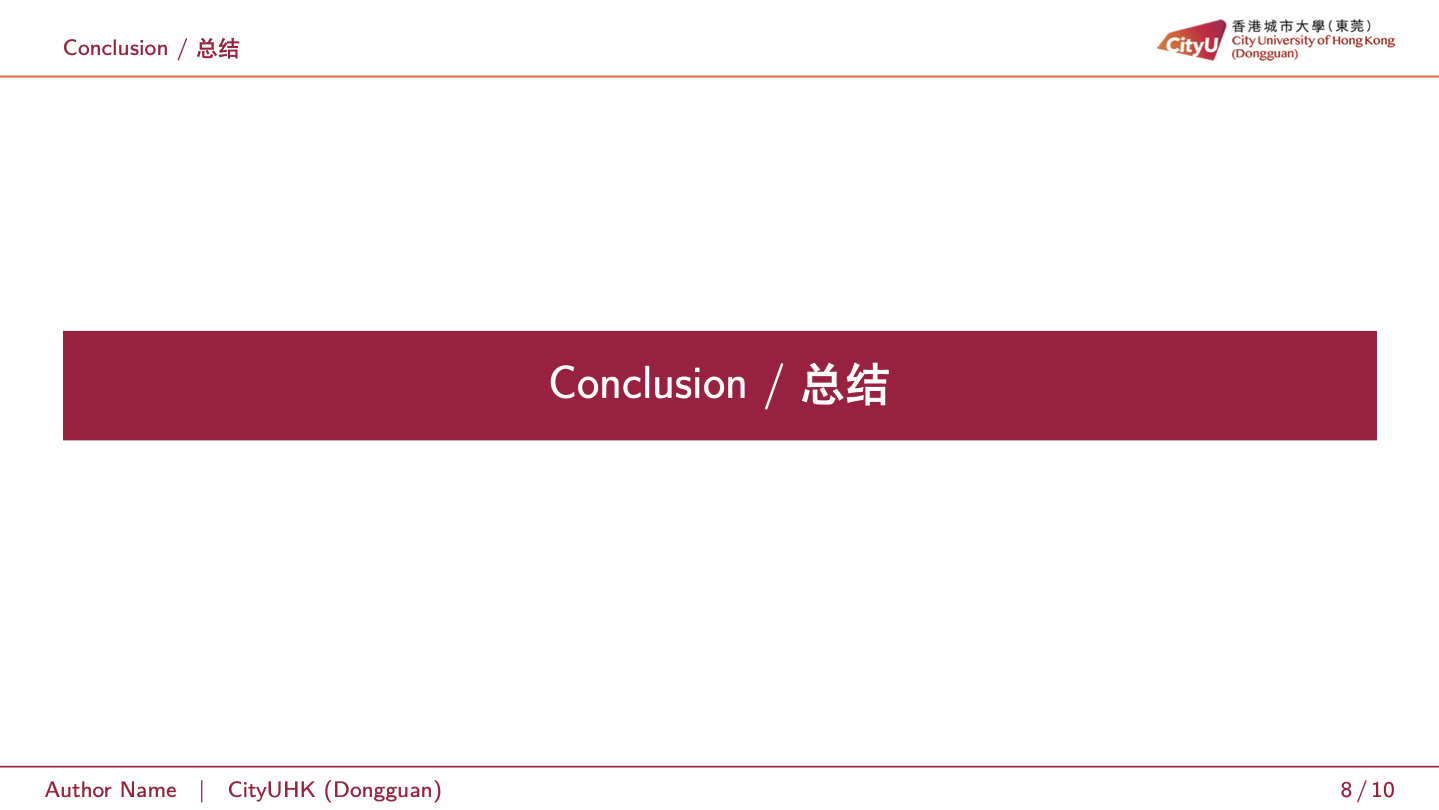 Conclusion / 总结
香港城市大學(東莞)
CityU
City University of Hong Kong
(Dongguan)
Conclusion / 总结
Author Name | CityUHK (Dongguan)
8 / 10